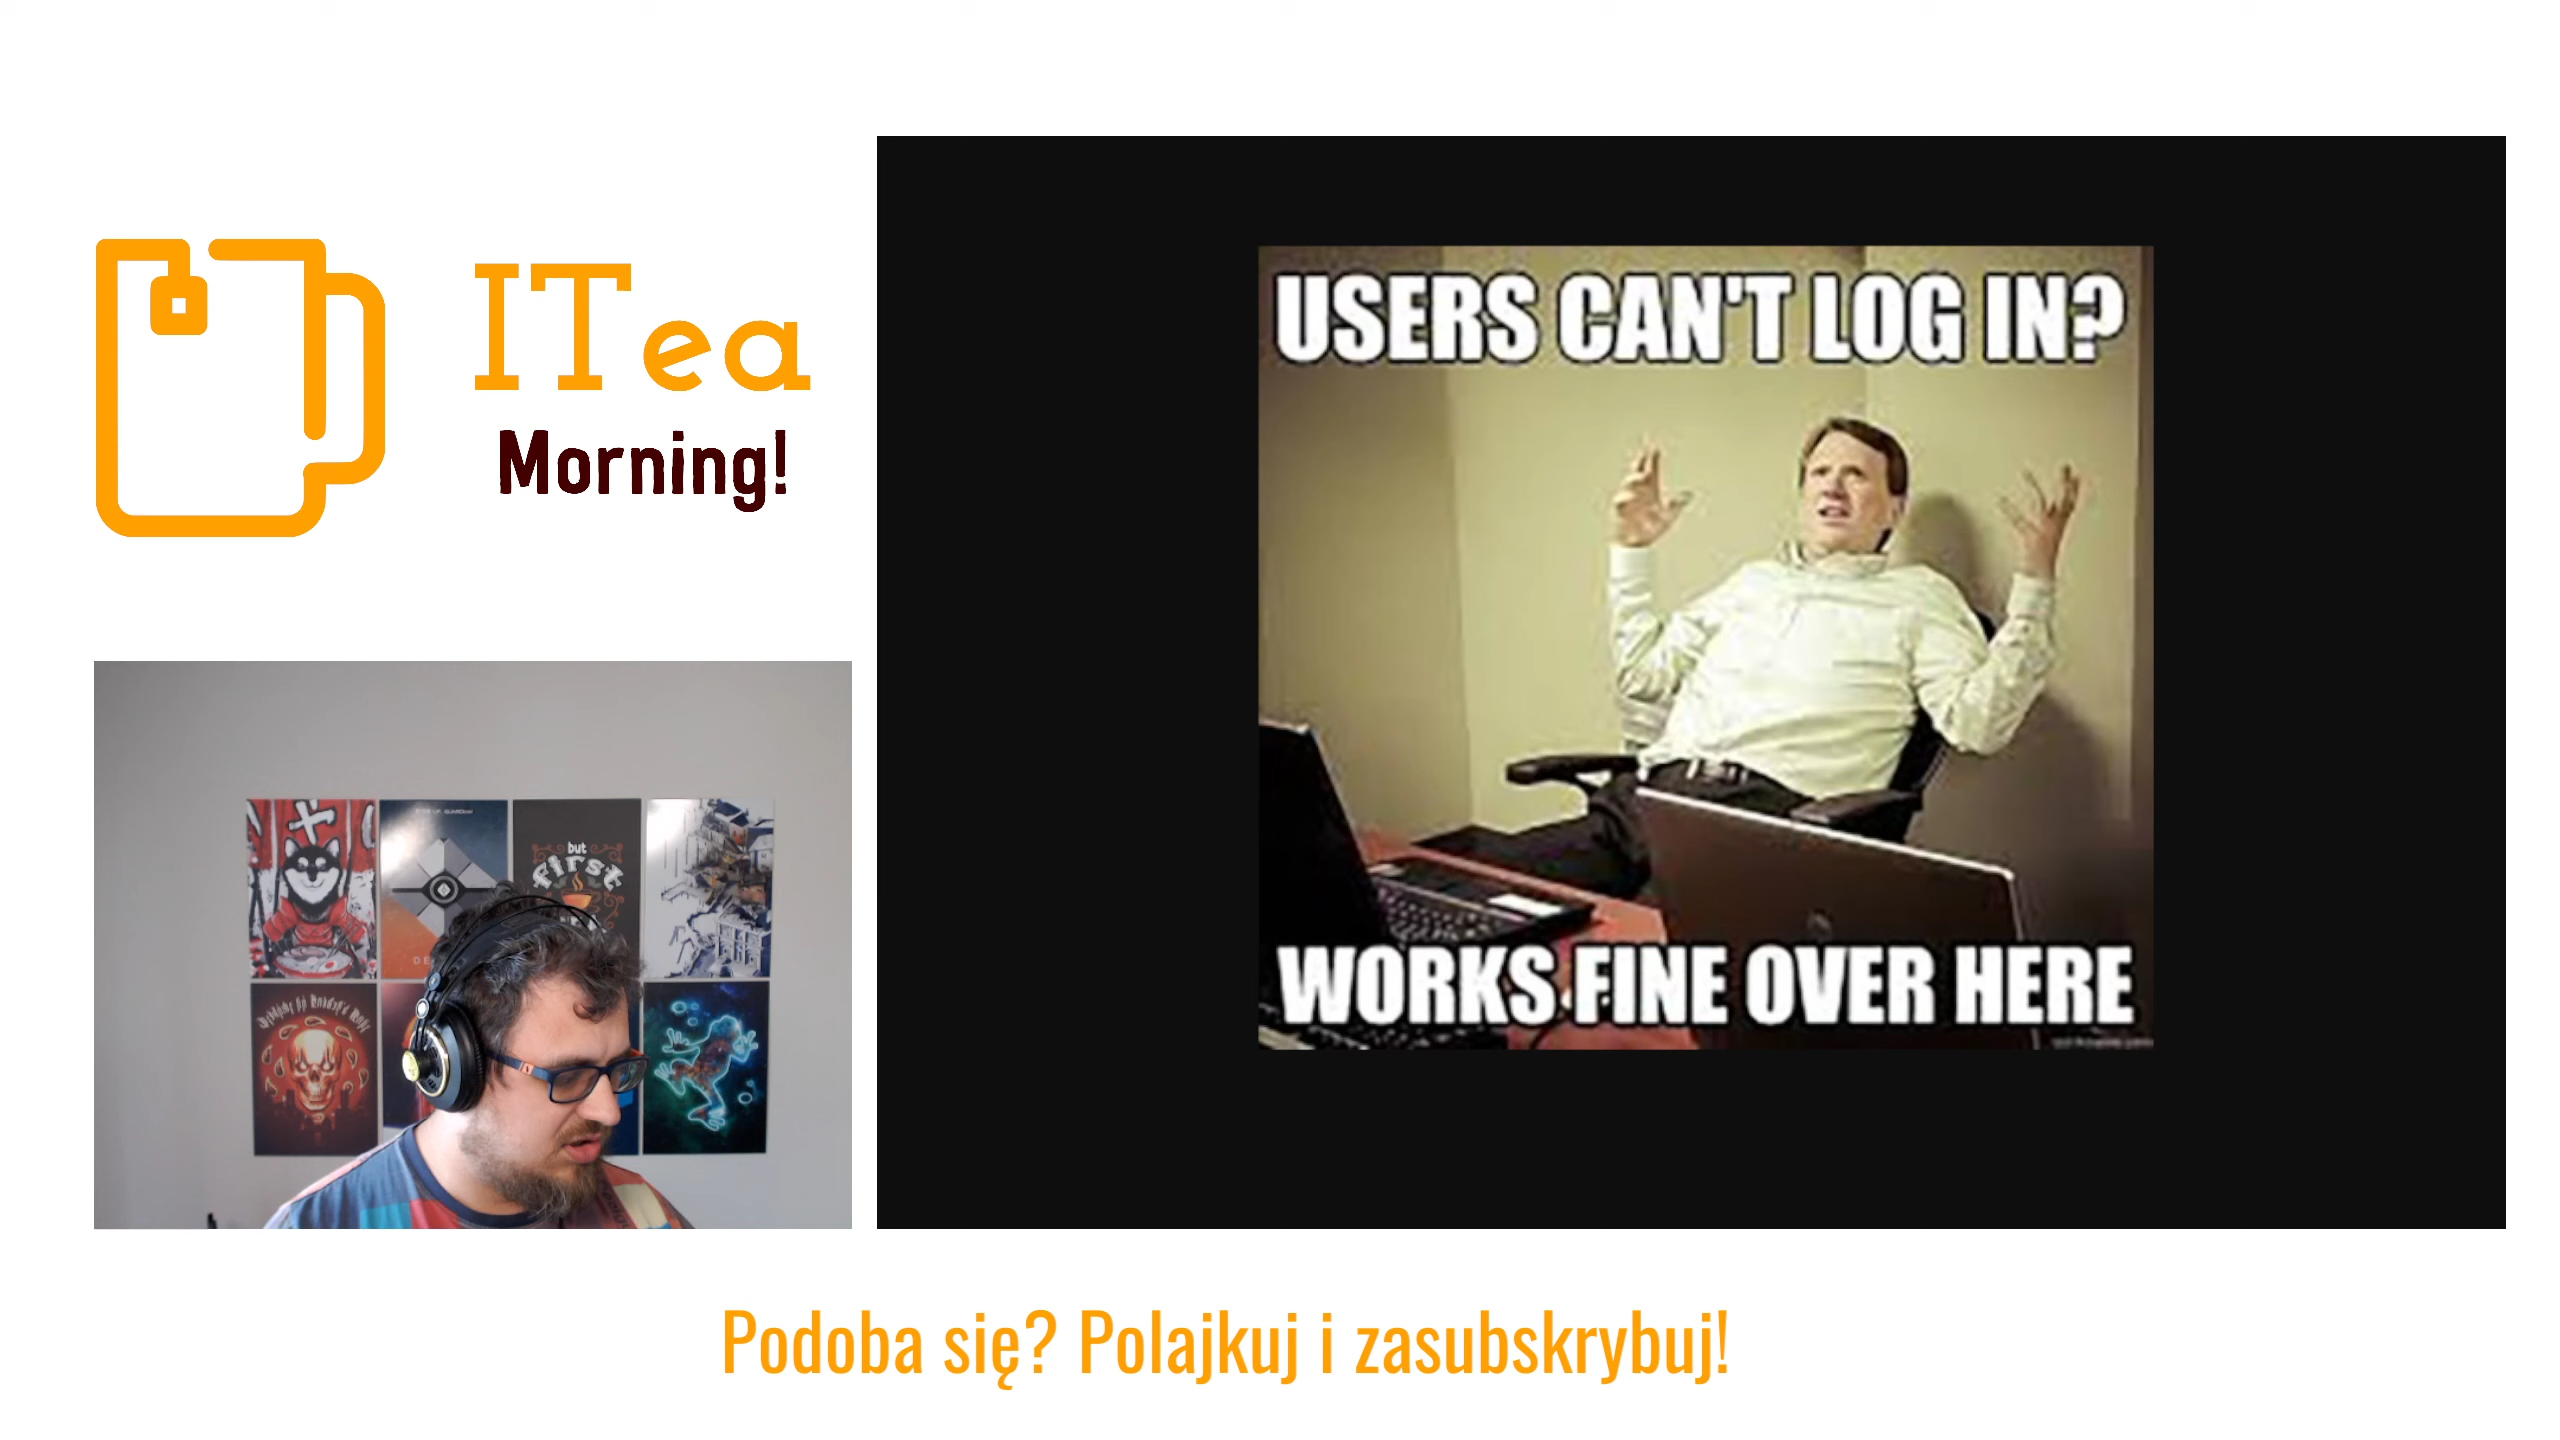 ITea
Morning!
USERS CAN'T LOG IN?
WORKS FINE OVER HERE
but
first
Podoba się? Polajkuj i zasubskrybuj!